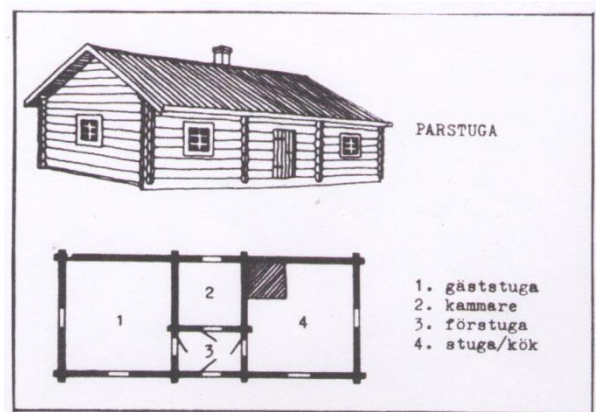 PARSTUGA
1
2
3
4
1. gäststuga
2. kammare
3. förstuga
4. stuga/kök